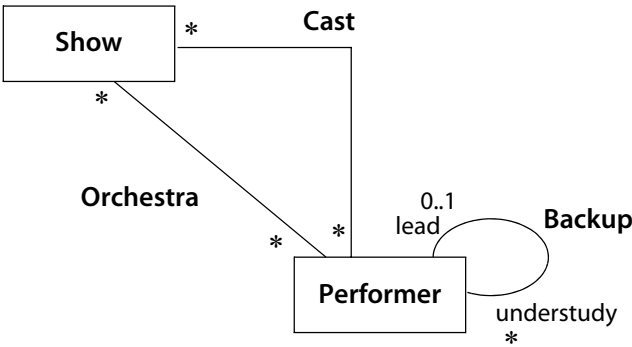 Cast
Show
*
*
Orchestra
0..1
lead
Backup
*
*
Performer
understudy
*